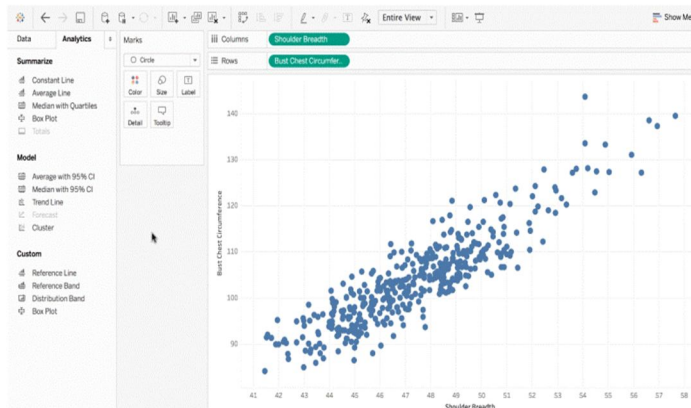 Entire View
Show Me
Data
Analytics
Marks
Columns
Shoulder Breadth
Rows
Bust Chest Circumfer..
Summarize
Constant Line
Average Line
Median with Quartiles
Box Plot
Totals
Model
Average with 95% CI
Median with 95% CI
Trend Line
Forecast
Cluster
Custom
Reference Line
Reference Band
Distribution Band
Box Plot
Circle
Color
Size
Label
Detail
Tooltip
Bust Chest Circumference
140
130
120
110
100
90
41 42 43 44 45 46 47 48 49 50 51 52 53 54 55 56 57 58
Shoulder Breadth